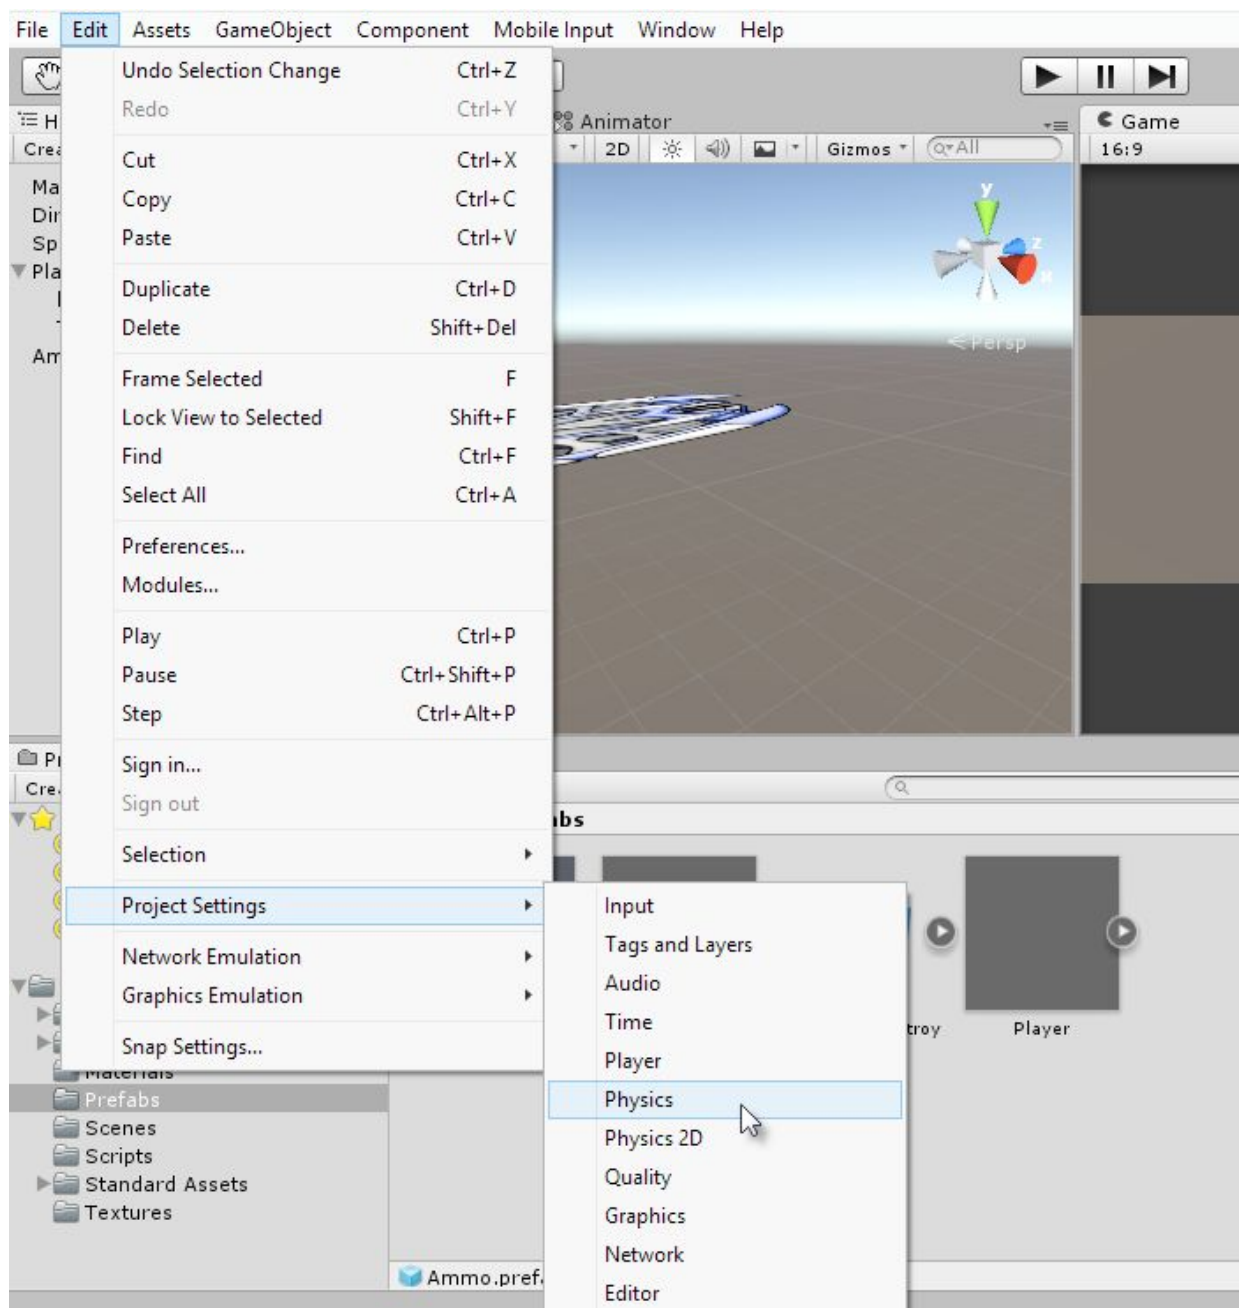 File Edit Assets GameObject Component Mobile Input Window Help
Undo Selection Change Ctrl+Z
Redo Ctrl+Y
Cut Ctrl+X
Copy Ctrl+C
Paste Ctrl+V
Duplicate Ctrl+D
Delete Shift+Del
Frame Selected F
Lock View to Selected Shift+F
Find Ctrl+F
Select All Ctrl+A
Preferences...
Modules...
Play Ctrl+P
Pause Ctrl+Shift+P
Step Ctrl+Alt+P
Sign in...
Sign out
Selection
Project Settings
Network Emulation
Graphics Emulation
Snap Settings...
Input
Tags and Layers
Audio
Time
Player
Physics
Physics 2D
Quality
Graphics
Network
Editor
Animator
2D Gizmos All
y
z
x
Persp
Game
16:9
Player
Materials
Prefabs
Scenes
Scripts
Standard Assets
Textures